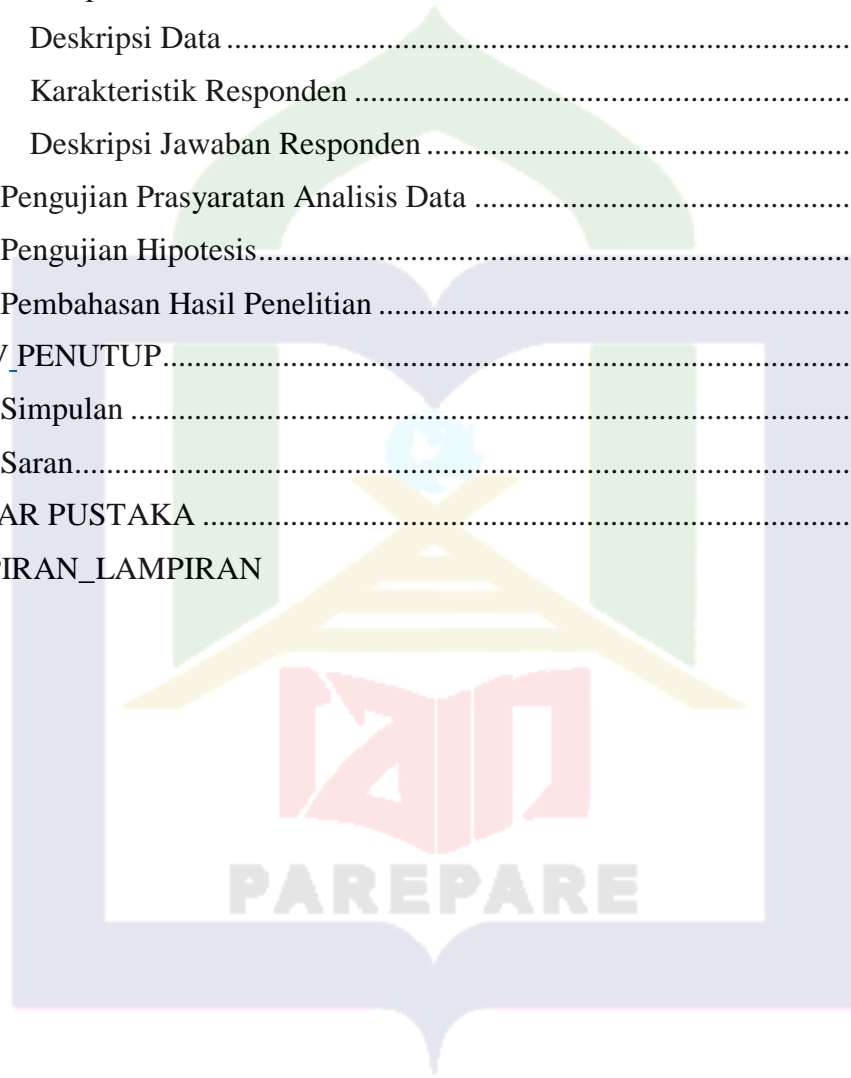 Deskripsi Data ........................................................................................
Karakteristik Responden ........................................................................
Deskripsi Jawaban Responden ...............................................................
Pengujian Prasyaratan Analisis Data ......................................................
Pengujian Hipotesis.................................................................................
Pembahasan Hasil Penelitian ..................................................................
PENUTUP...............................................................................................
Simpulan .................................................................................................
Saran........................................................................................................
AR PUSTAKA ........................................................................................
PIRAN_LAMPIRAN
PAREPARE